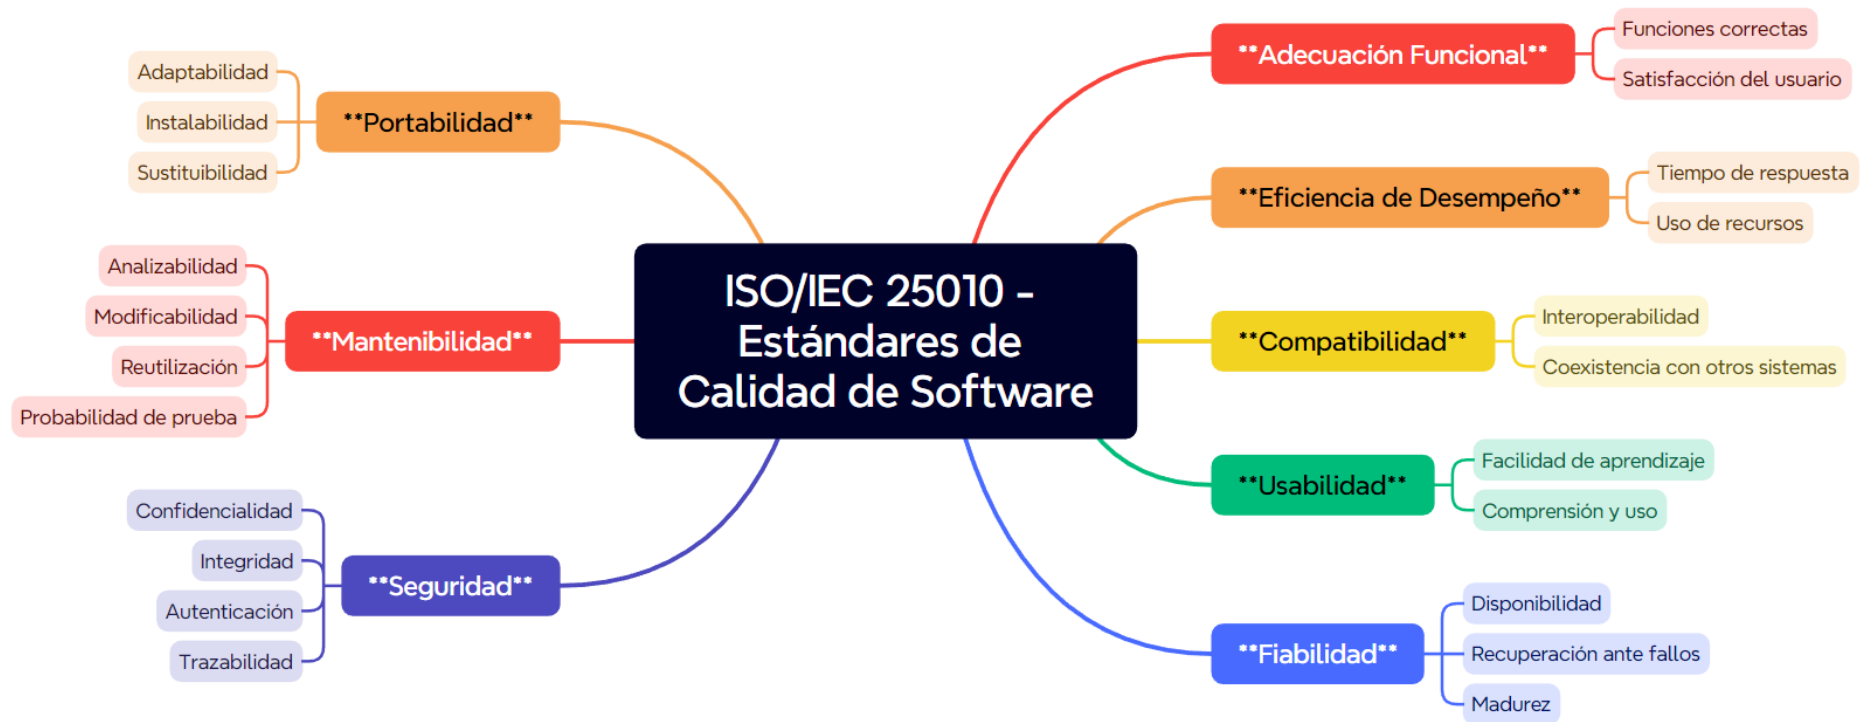 ISO/IEC 25010 -
Estándares de
Calidad de Software
**Adecuación Funcional**
Funciones correctas
Satisfacción del usuario
**Eficiencia de Desempeño**
Tiempo de respuesta
Uso de recursos
**Compatibilidad**
Interoperabilidad
Coexistencia con otros sistemas
**Usabilidad**
Facilidad de aprendizaje
Comprensión y uso
**Fiabilidad**
Disponibilidad
Recuperación ante fallos
Madurez
**Portabilidad**
Adaptabilidad
Instalabilidad
Sustituibilidad
**Mantenibilidad**
Analizabilidad
Modificabilidad
Reutilización
Probabilidad de prueba
**Seguridad**
Confidencialidad
Integridad
Autenticación
Trazabilidad